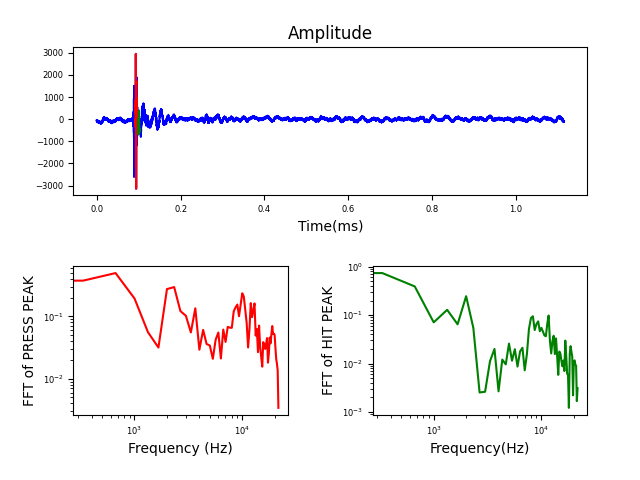 Amplitude
3000
2000
1000
0
−1000
−2000
−3000
0.0 0.2 0.4 0.6 0.8 1.0
Time(ms)
FFT of PRESS PEAK
10⁻¹
10⁻²
10³ 10⁴
Frequency (Hz)
FFT of HIT PEAK
10⁰
10⁻¹
10⁻²
10⁻³
10³ 10⁴
Frequency(Hz)